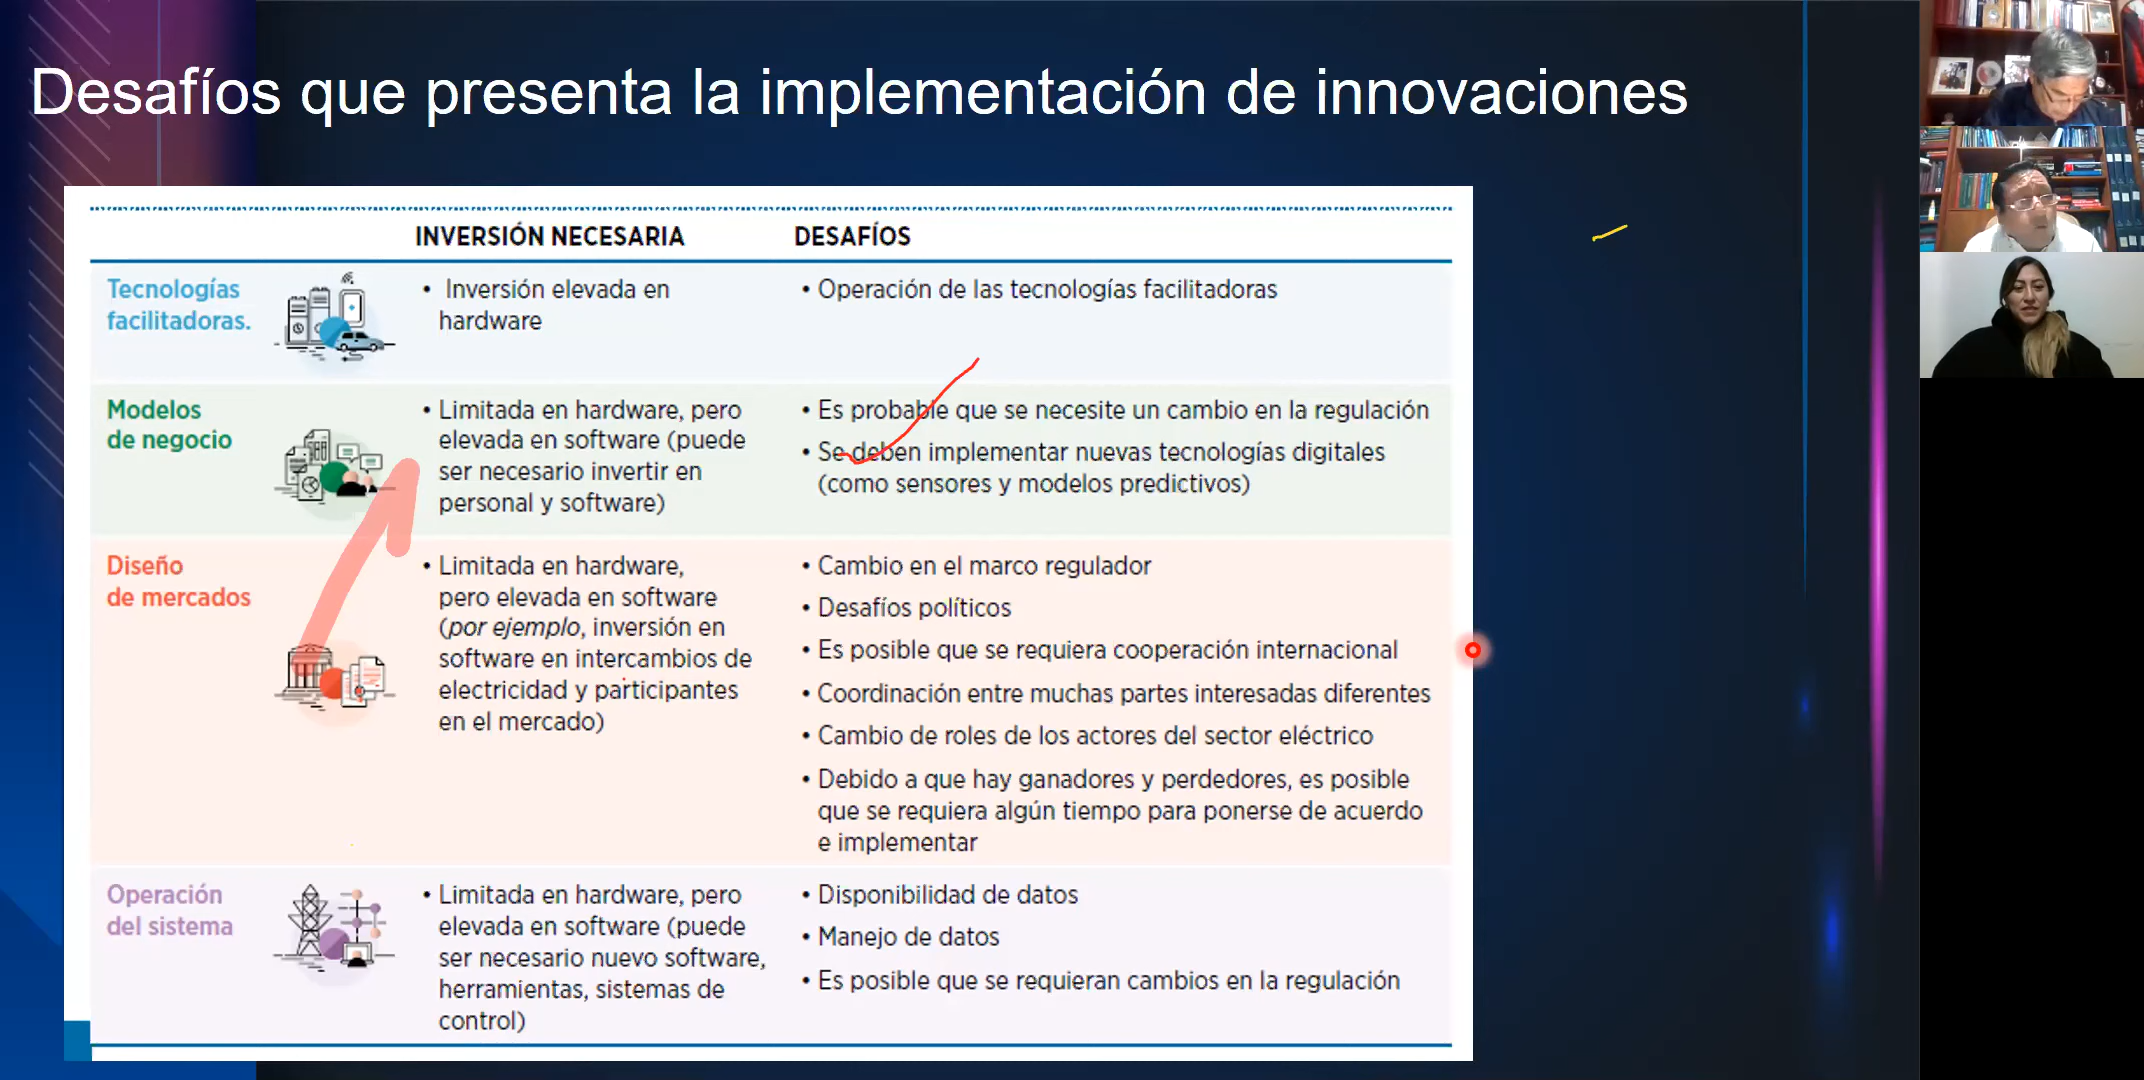 Desafíos que presenta la implementación de innovaciones
INVERSIÓN NECESARIA
DESAFÍOS
Tecnologías
facilitadoras.
• Inversión elevada en
hardware
• Operación de las tecnologías facilitadoras
Modelos
de negocio
• Limitada en hardware, pero
elevada en software (puede
ser necesario invertir en
personal y software)
• Es probable que se necesite un cambio en la regulación
• Se deben implementar nuevas tecnologías digitales
(como sensores y modelos predictivos)
Diseño
de mercados
• Limitada en hardware,
pero elevada en software
(por ejemplo, inversión en
software en intercambios de
electricidad y participantes
en el mercado)
• Cambio en el marco regulador
• Desafíos políticos
• Es posible que se requiera cooperación internacional
• Coordinación entre muchas partes interesadas diferentes
• Cambio de roles de los actores del sector eléctrico
• Debido a que hay ganadores y perdedores, es posible
que se requiera algún tiempo para ponerse de acuerdo
e implementar
Operación
del sistema
• Limitada en hardware, pero
elevada en software (puede
ser necesario nuevo software,
herramientas, sistemas de
control)
• Disponibilidad de datos
• Manejo de datos
• Es posible que se requieran cambios en la regulación